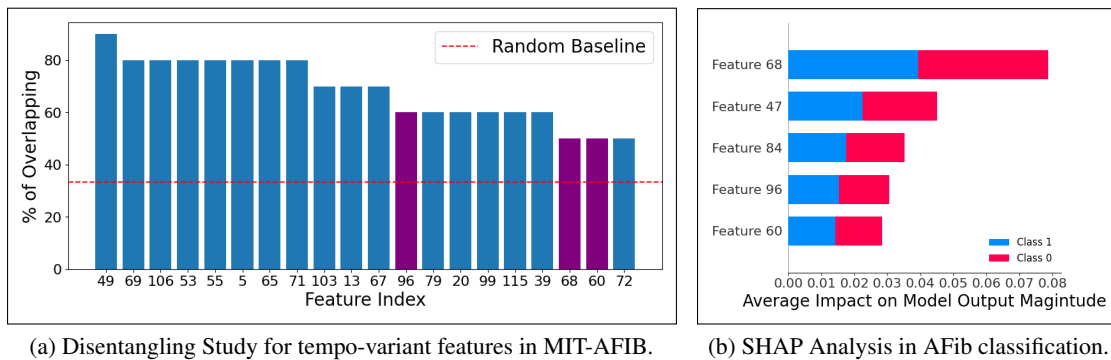 Random Baseline
% of Overlapping
80
60
40
20
0
49 69 106 53 55 5 65 71 103 13 67 96 79 20 99 115 39 68 60 72
Feature Index
(a) Disentangling Study for tempo-variant features in MIT-AFIB.
Feature 68
Feature 47
Feature 84
Feature 96
Feature 60
Class 1
Class 0
0.00 0.01 0.02 0.03 0.04 0.05 0.06 0.07 0.08
Average Impact on Model Output Magintude
(b) SHAP Analysis in AFib classification.